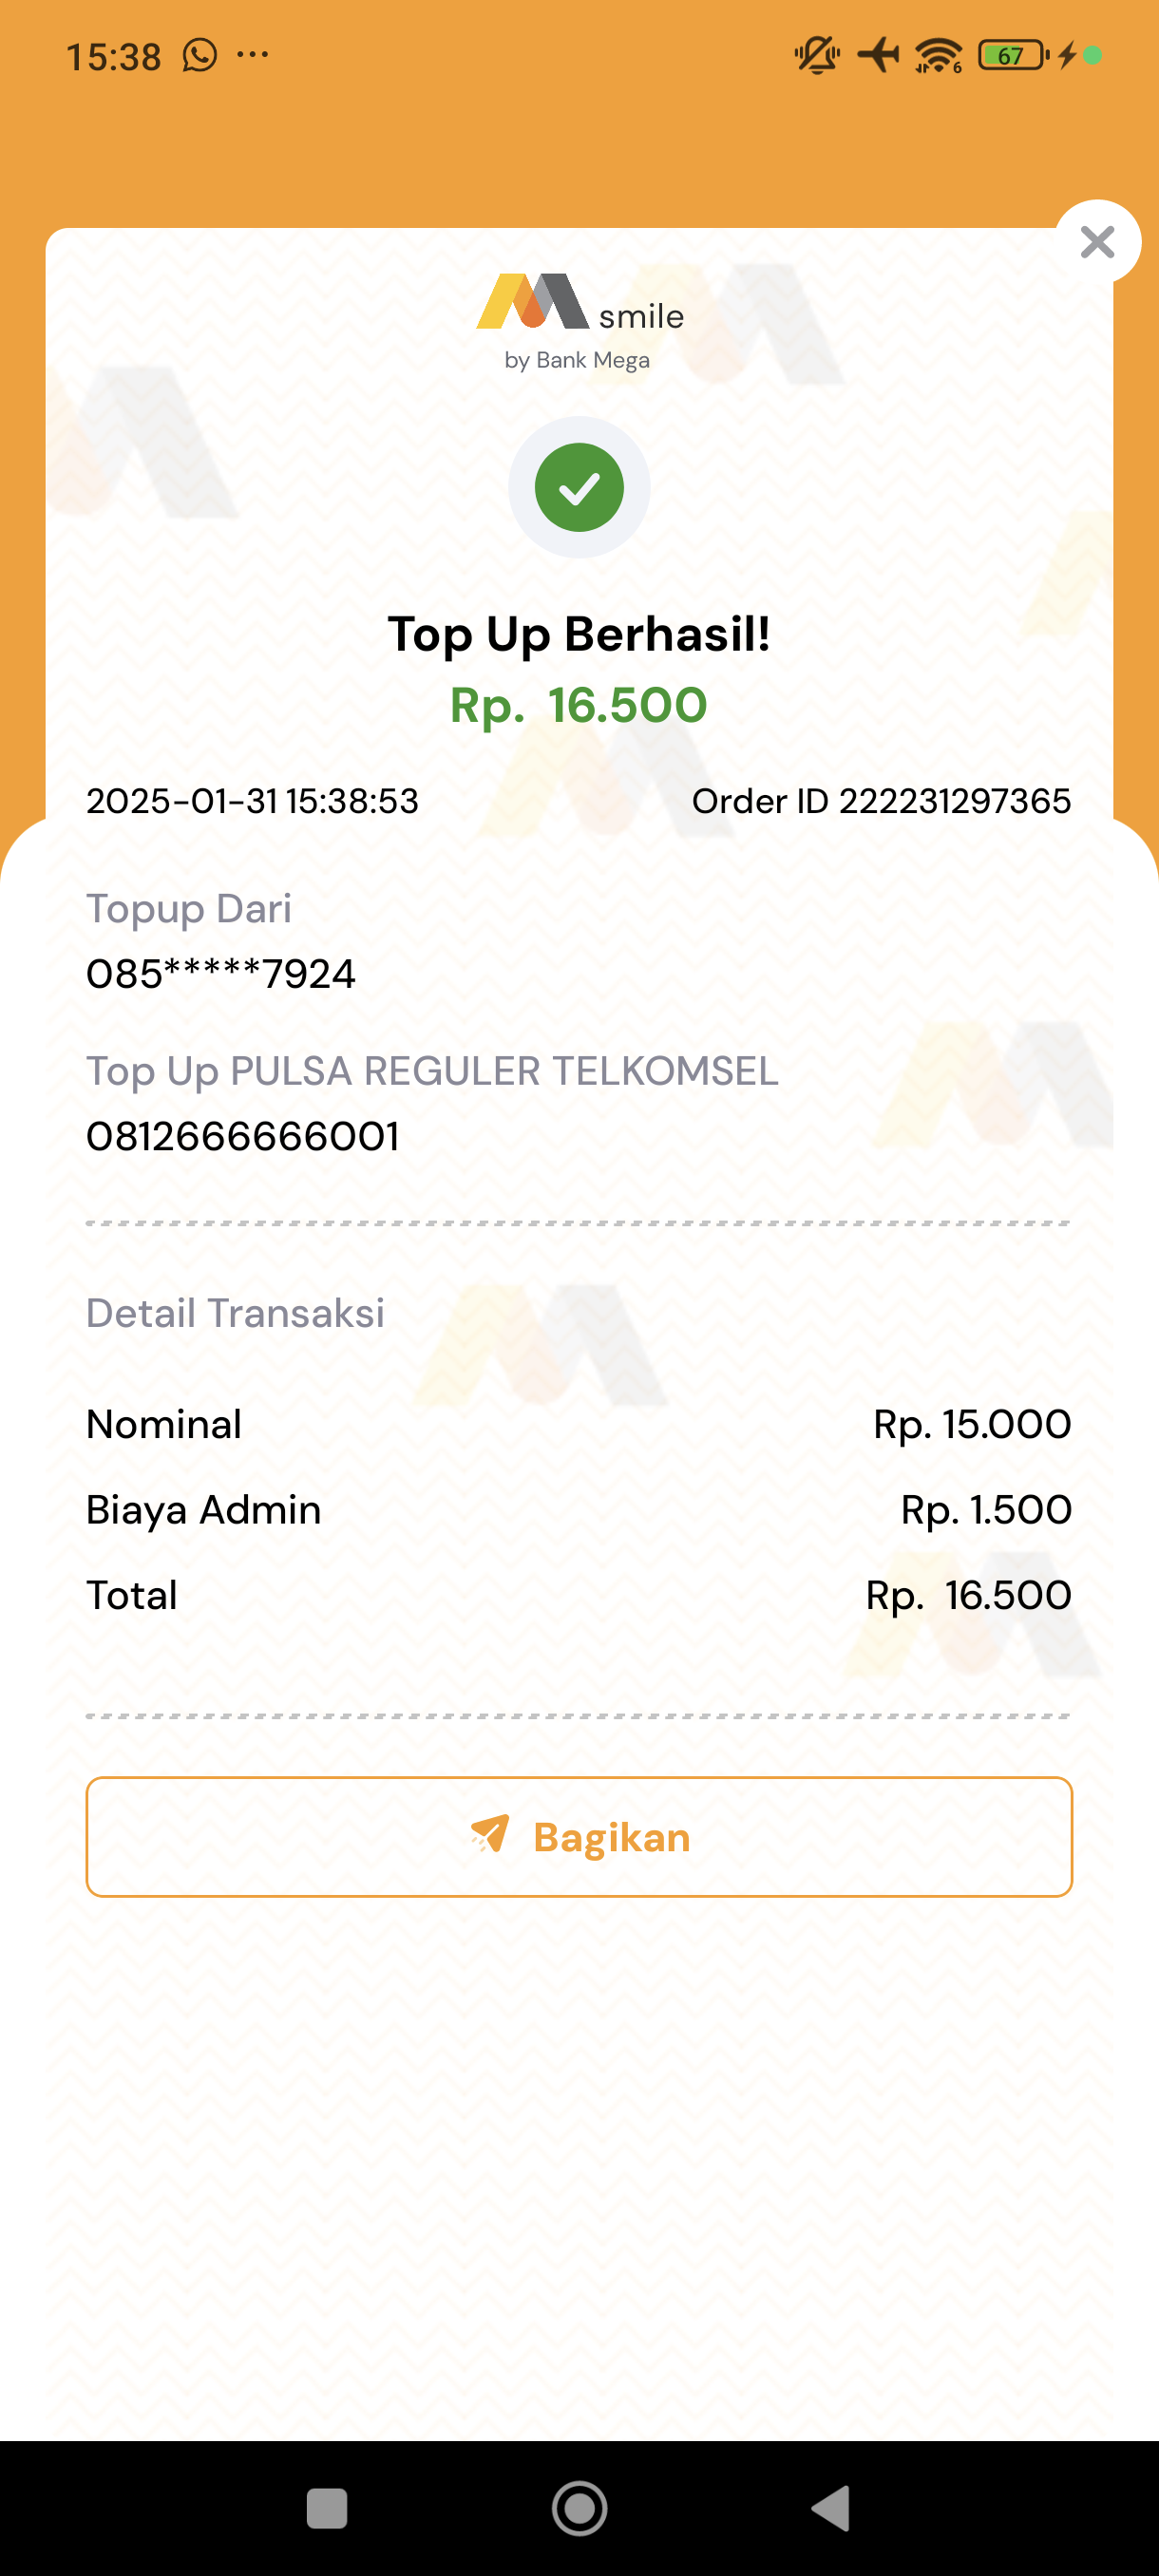 15:38
67
6
smile
by Bank Mega
Top Up Berhasil!
Rp. 16.500
2025-01-31 15:38:53 Order ID 222231297365
Topup Dari
085*****7924
Top Up PULSA REGULER TELKOMSEL
0812666666001
Detail Transaksi
Nominal Rp. 15.000
Biaya Admin Rp. 1.500
Total Rp. 16.500
Bagikan